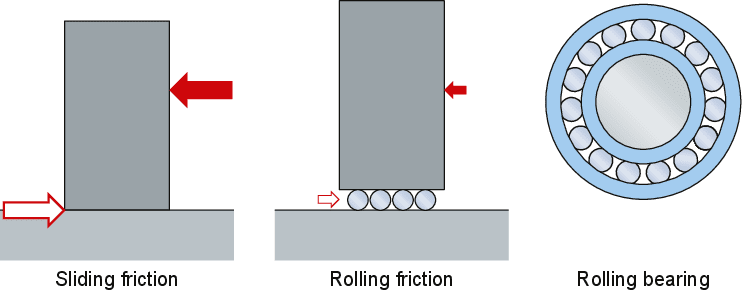 Sliding friction
Rolling friction
Rolling bearing